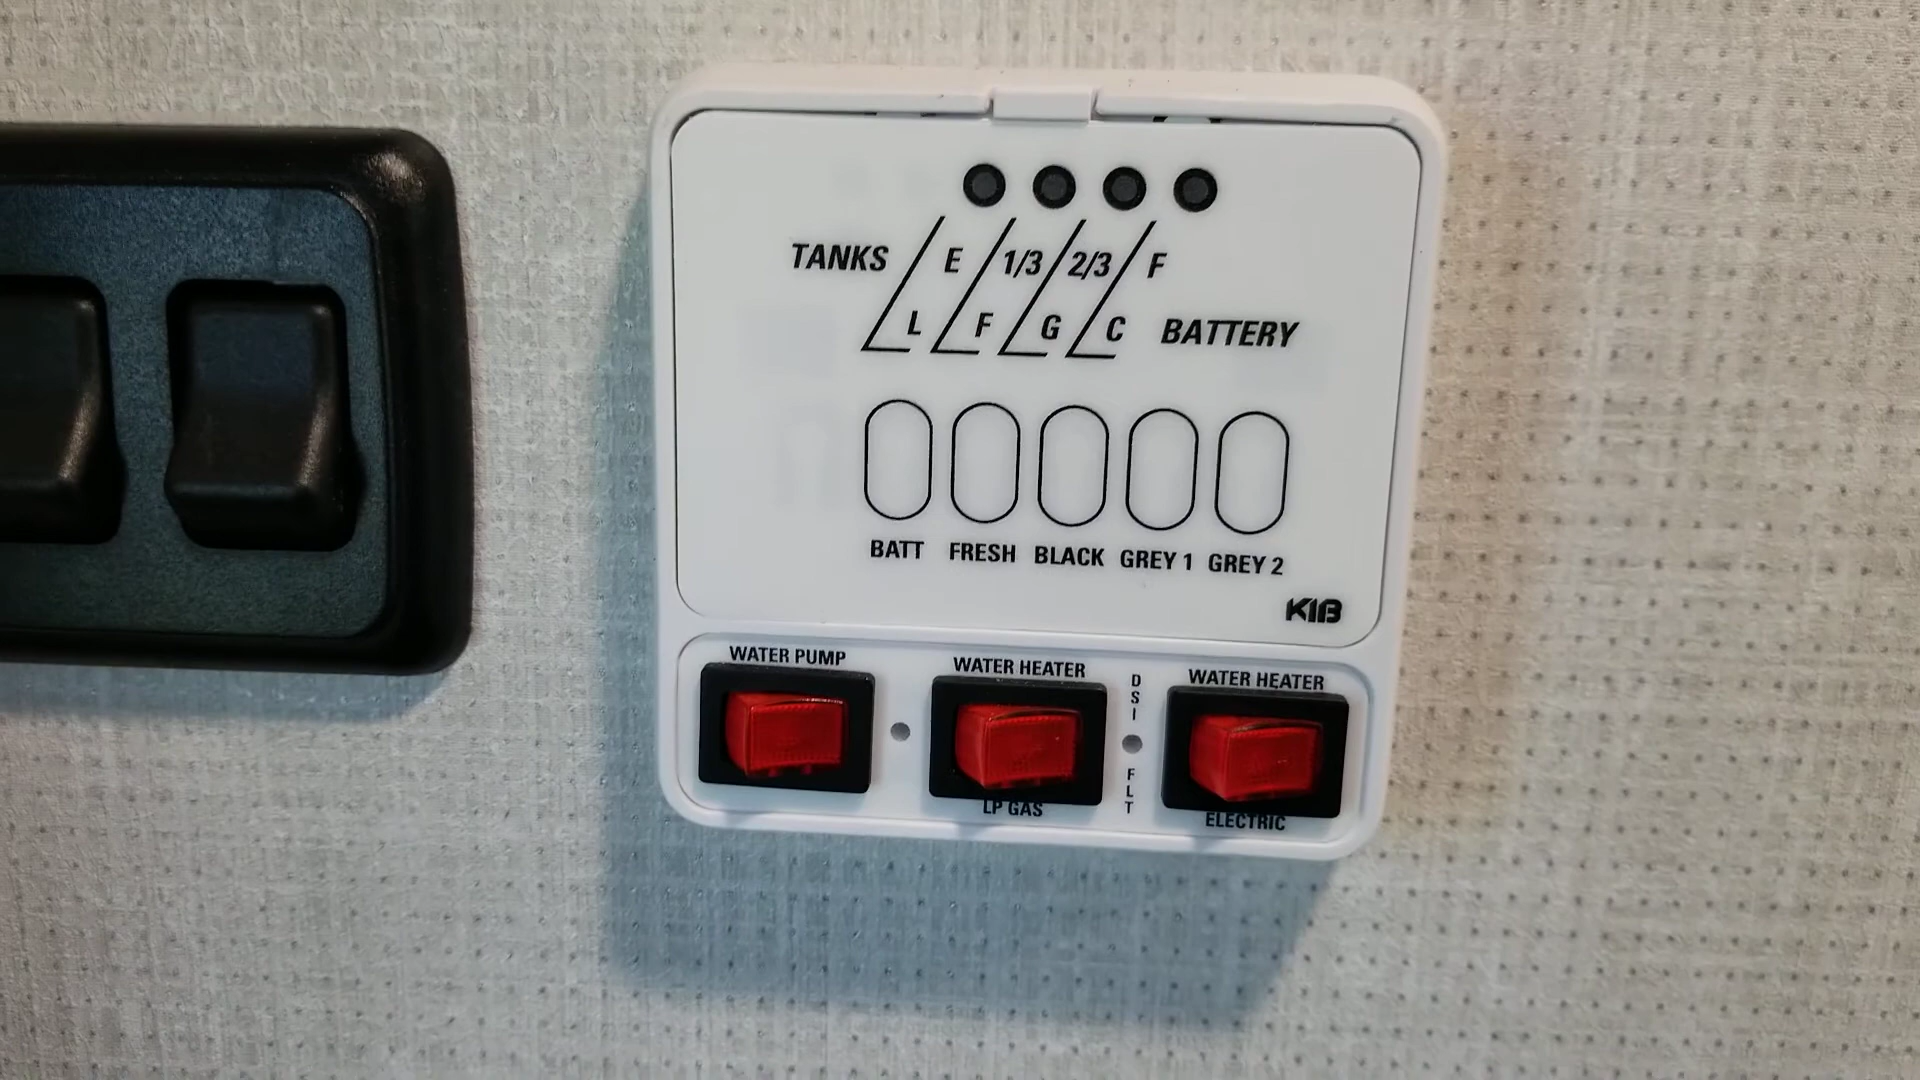 TANKS E 1/3 2/3 F
L F G C BATTERY
BATT FRESH BLACK GREY 1 GREY 2
KIB
WATER PUMP
WATER HEATER
LP GAS
DSI
FLT
WATER HEATER
ELECTRIC